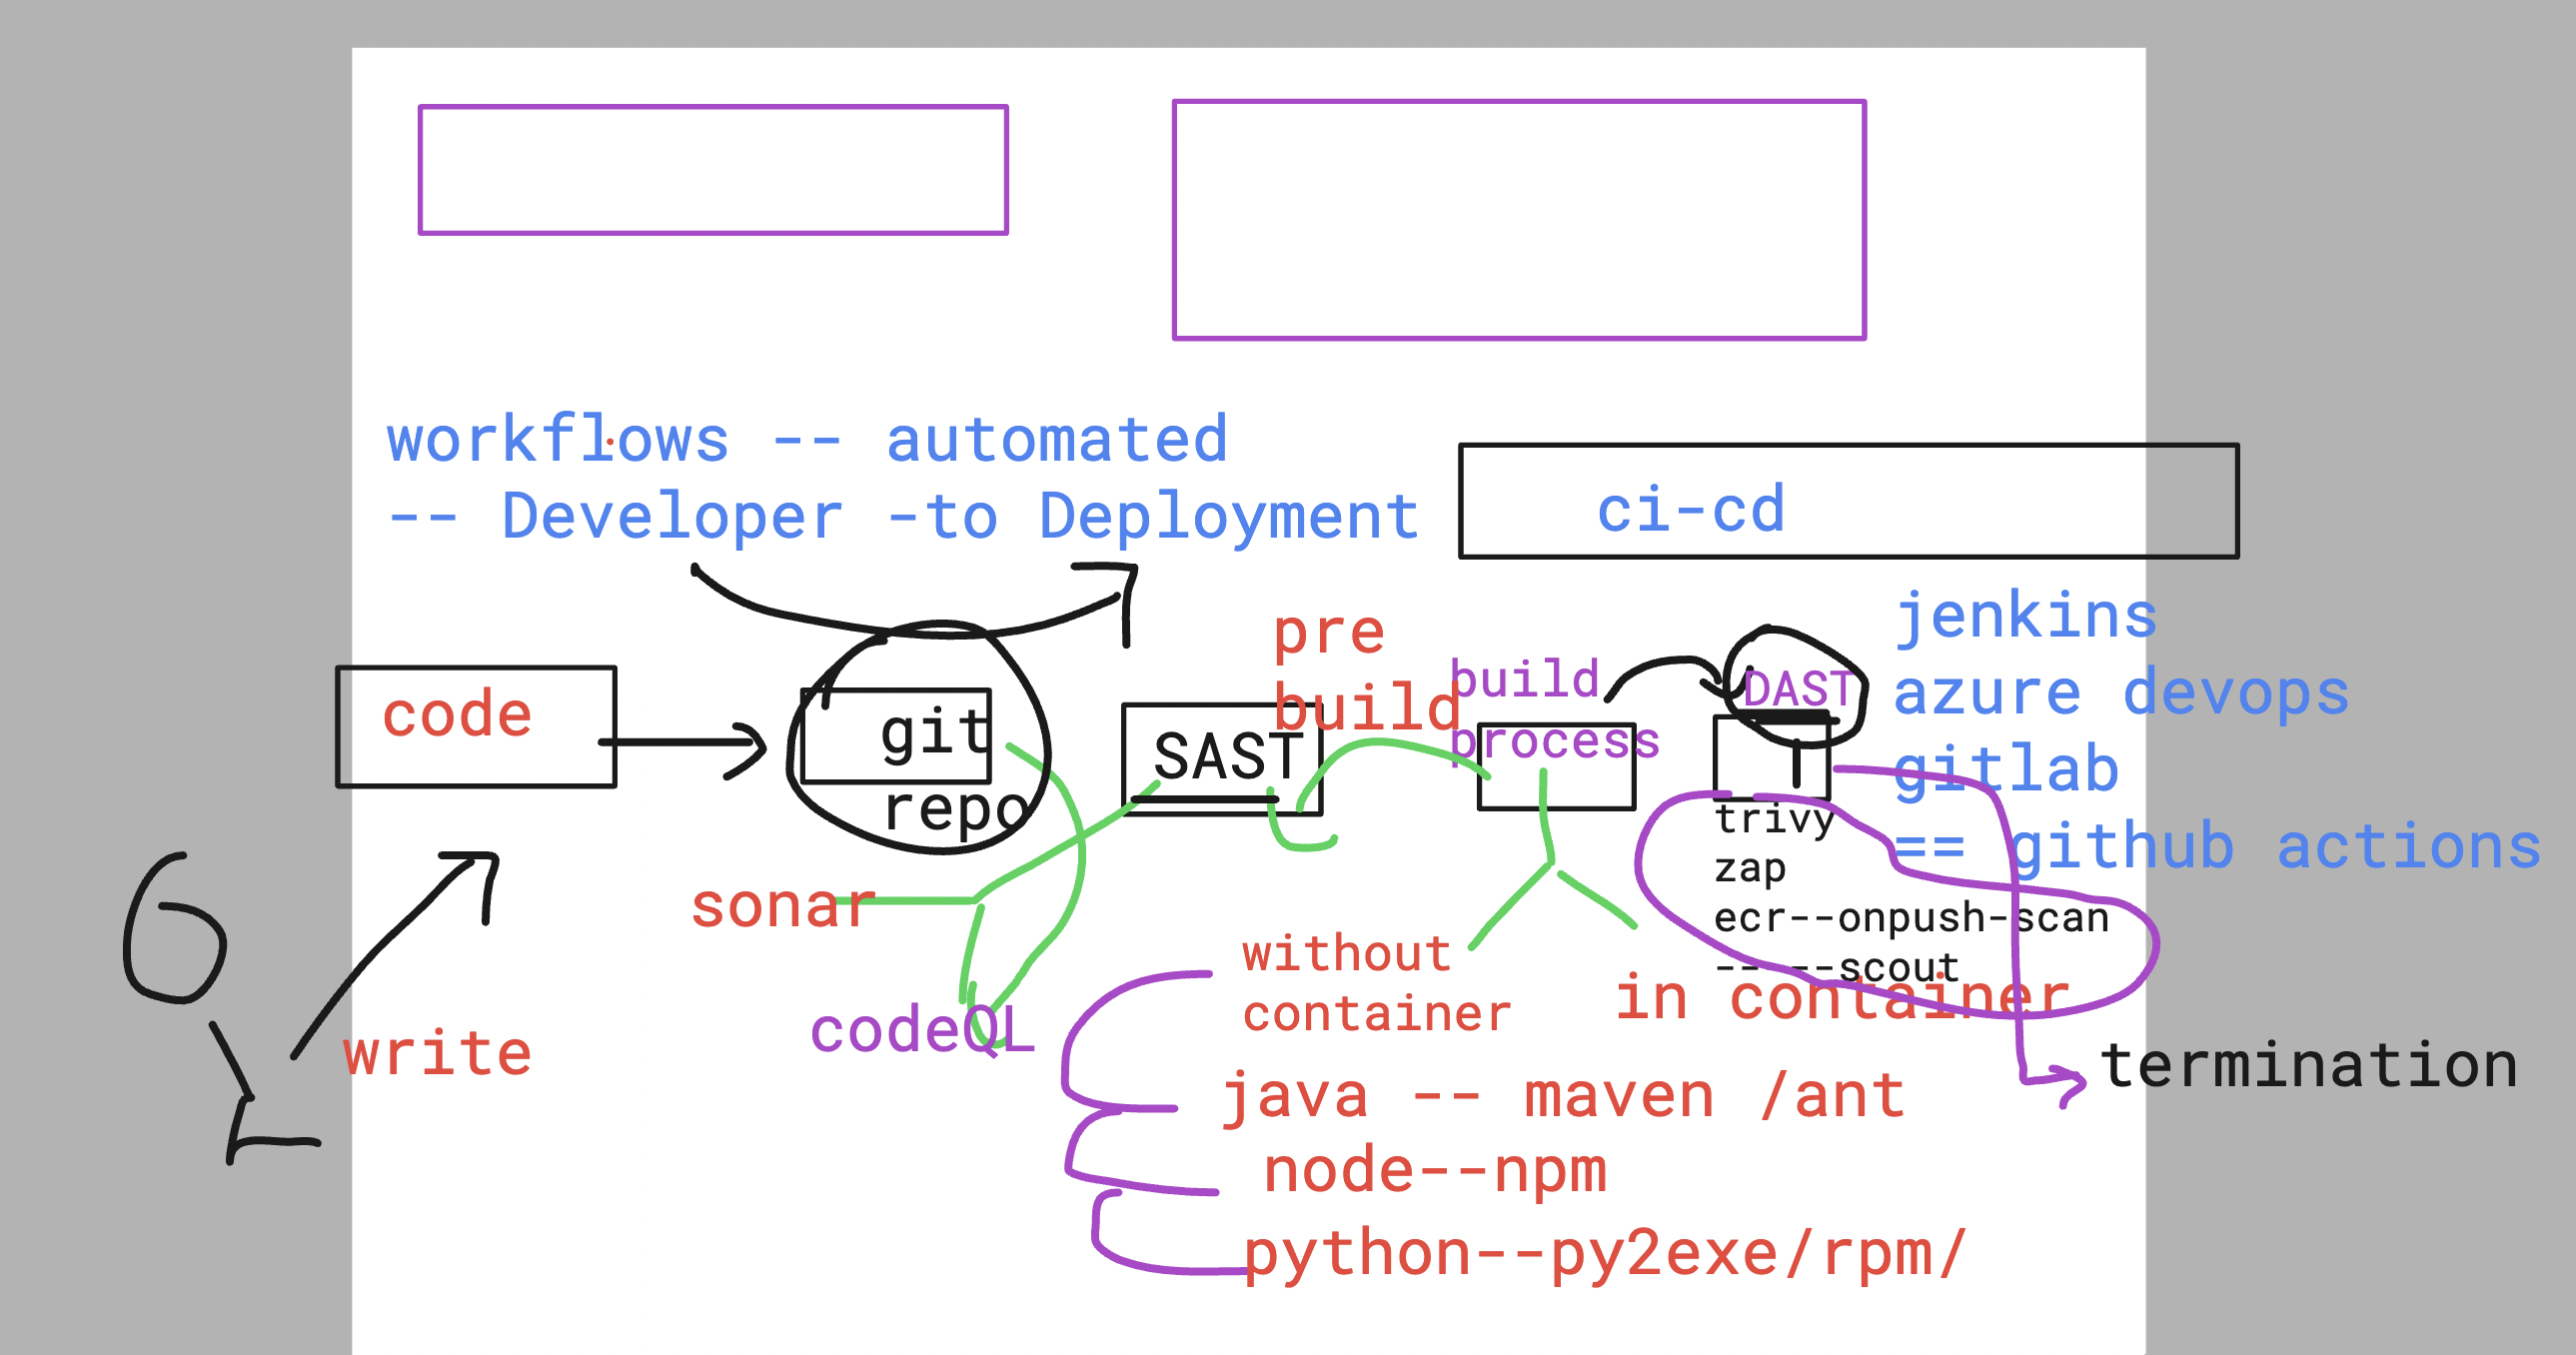 workflows -- automated
-- Developer -to Deployment
ci-cd
jenkins
azure devops
gitlab
== github actions
code
git
repo
SAST
pre
build
build
process
DAST
trivy
zap
ecr--onpush-scan
-- --scout
sonar
codeQL
write
without
container
in container
termination
java -- maven /ant
node--npm
python--py2exe/rpm/